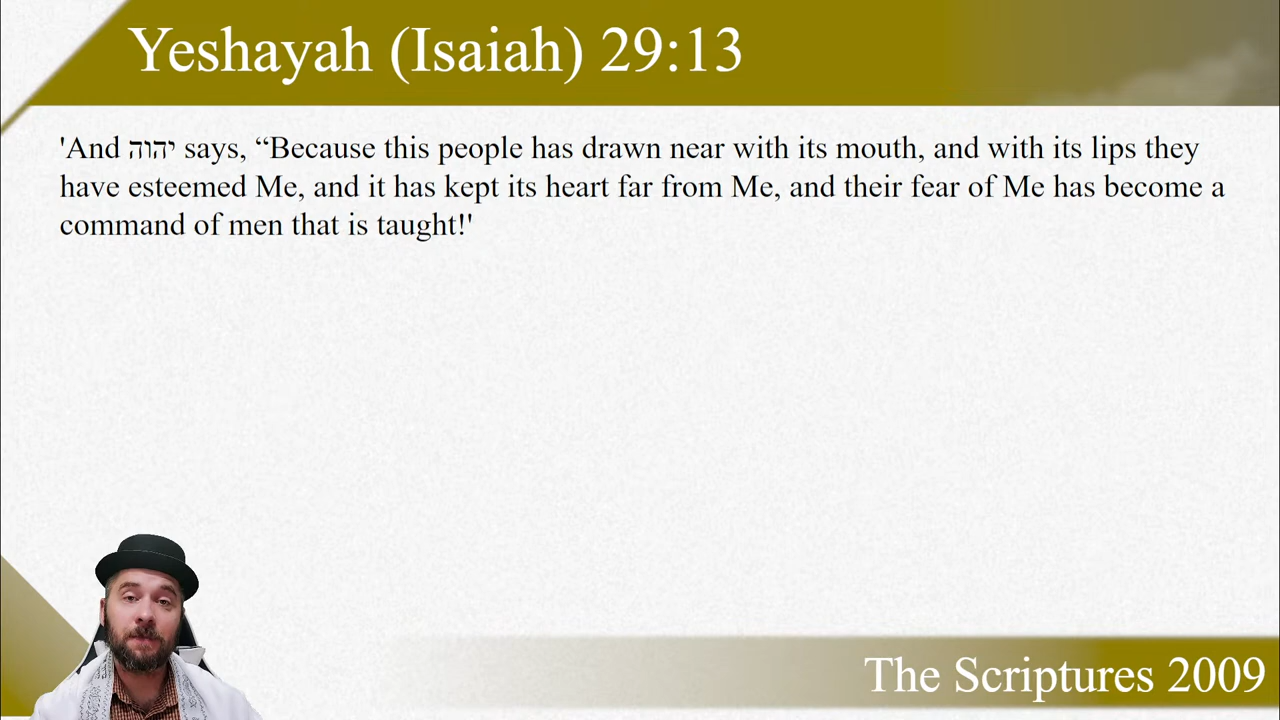 Yeshayah (Isaiah) 29:13
'And יהוה says, “Because this people has drawn near with its mouth, and with its lips they
have esteemed Me, and it has kept its heart far from Me, and their fear of Me has become a
command of men that is taught!'
The Scriptures 2009